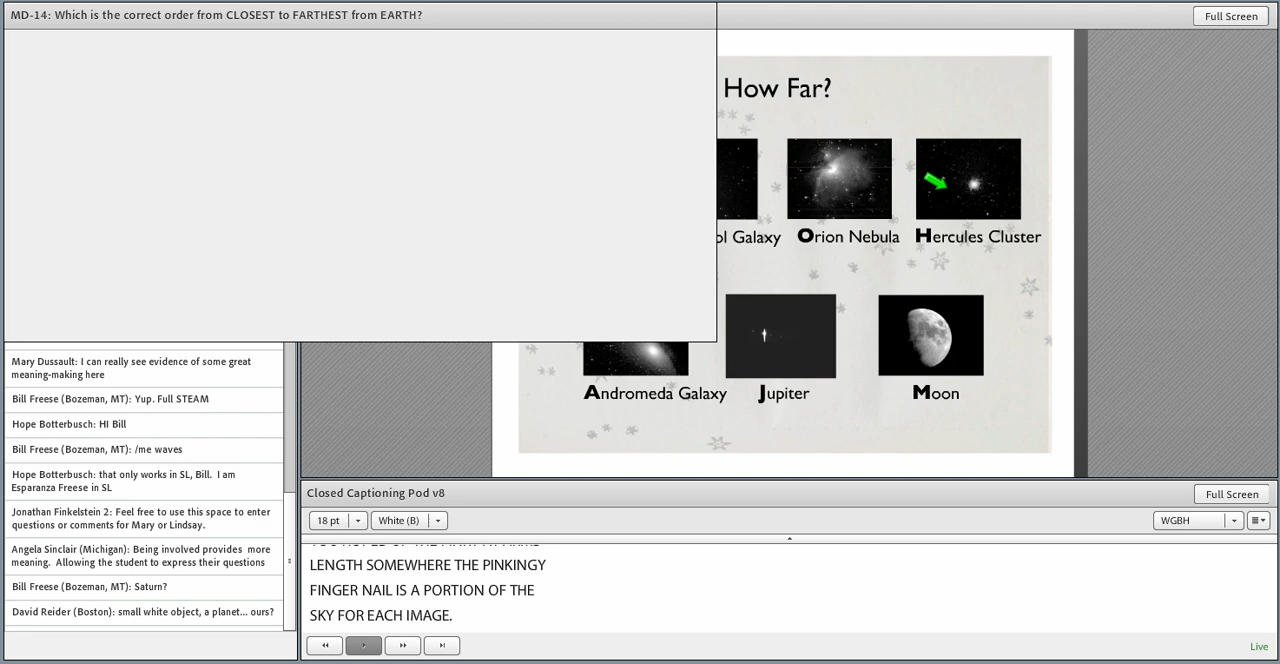 MD-14: Which is the correct order from CLOSEST to FARTHEST from EARTH?
Full Screen
How Far?
Galaxy
Orion Nebula
Hercules Cluster
Andromeda Galaxy
Jupiter
Moon
Mary Dussault: I can really see evidence of some great
meaning-making here
Bill Freese (Bozeman, MT): Yup. Full STEAM
Hope Botterbusch: HI Bill
Bill Freese (Bozeman, MT): /me waves
Hope Botterbusch: that only works in SL, Bill. I am
Esparanza Freese in SL
Jonathan Finkelstein 2: Feel free to use this space to enter
questions or comments for Mary or Lindsay.
Angela Sinclair (Michigan): Being involved provides more
meaning. Allowing the student to express their questions
Bill Freese (Bozeman, MT): Saturn?
David Reider (Boston): small white object, a planet... ours?
Closed Captioning Pod v8
Full Screen
18 pt
White (B)
WGBH
LENGTH SOMEWHERE THE PINKINGY
FINGER NAIL IS A PORTION OF THE
SKY FOR EACH IMAGE.
Live